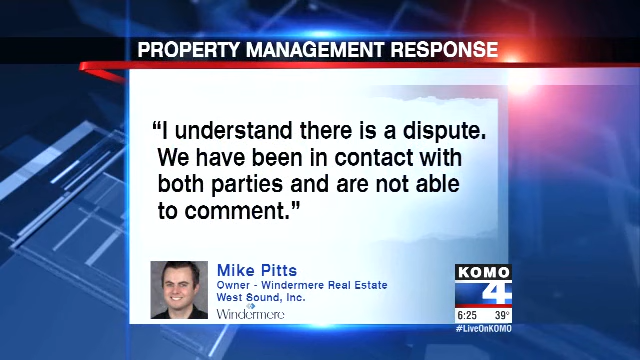 PROPERTY MANAGEMENT RESPONSE
“I understand there is a dispute.
We have been in contact with
both parties and are not able
to comment.”
Mike Pitts
Owner - Windermere Real Estate
West Sound, Inc.
Windermere
KOMO
4
6:25 39°
#LiveOnKOMO